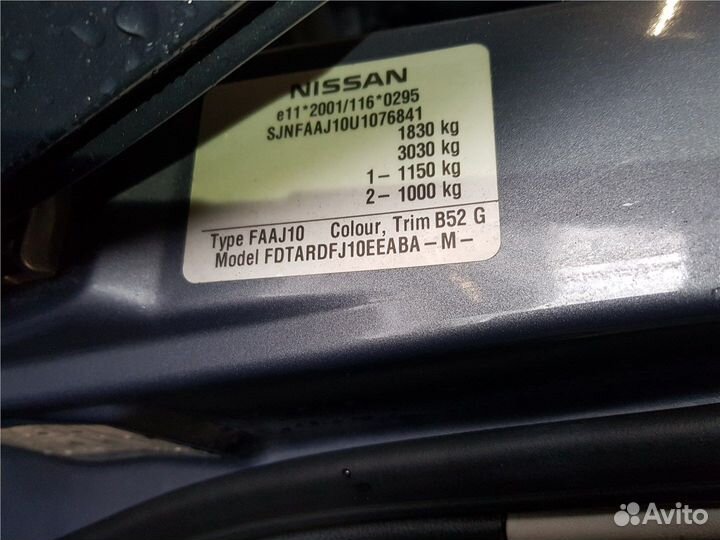 NISSAN
e11*2001/116*0295
SJNFAAJ10U1076841
1830 kg
3030 kg
1– 1150 kg
2– 1000 kg
Type FAAJ10 Colour, Trim B52 G
Model FDTARDFJ10EEABA –M–
Avito